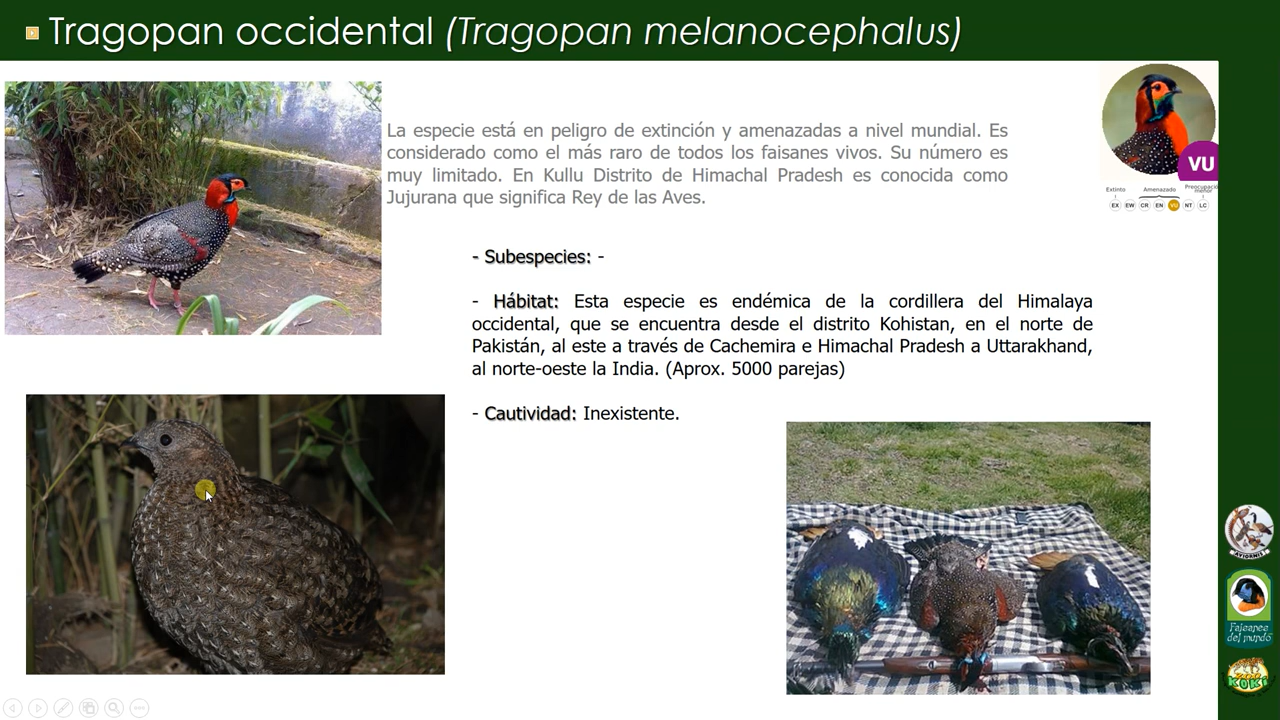 Tragopan occidental (Tragopan melanocephalus)
La especie está en peligro de extinción y amenazadas a nivel mundial. Es
considerado como el más raro de todos los faisanes vivos. Su número es
muy limitado. En Kullu Distrito de Himachal Pradesh es conocida como
Jujurana que significa Rey de las Aves.
VU
Extinto
Amenazado
Preocupación
menor
EX EW CR EN VU NT LC
- Subespecies: -
- Hábitat: Esta especie es endémica de la cordillera del Himalaya
occidental, que se encuentra desde el distrito Kohistan, en el norte de
Pakistán, al este a través de Cachemira e Himachal Pradesh a Uttarakhand,
al norte-oeste la India. (Aprox. 5000 parejas)
- Cautividad: Inexistente.
AVIORNIS
Faisanes
del mundo
KOKI